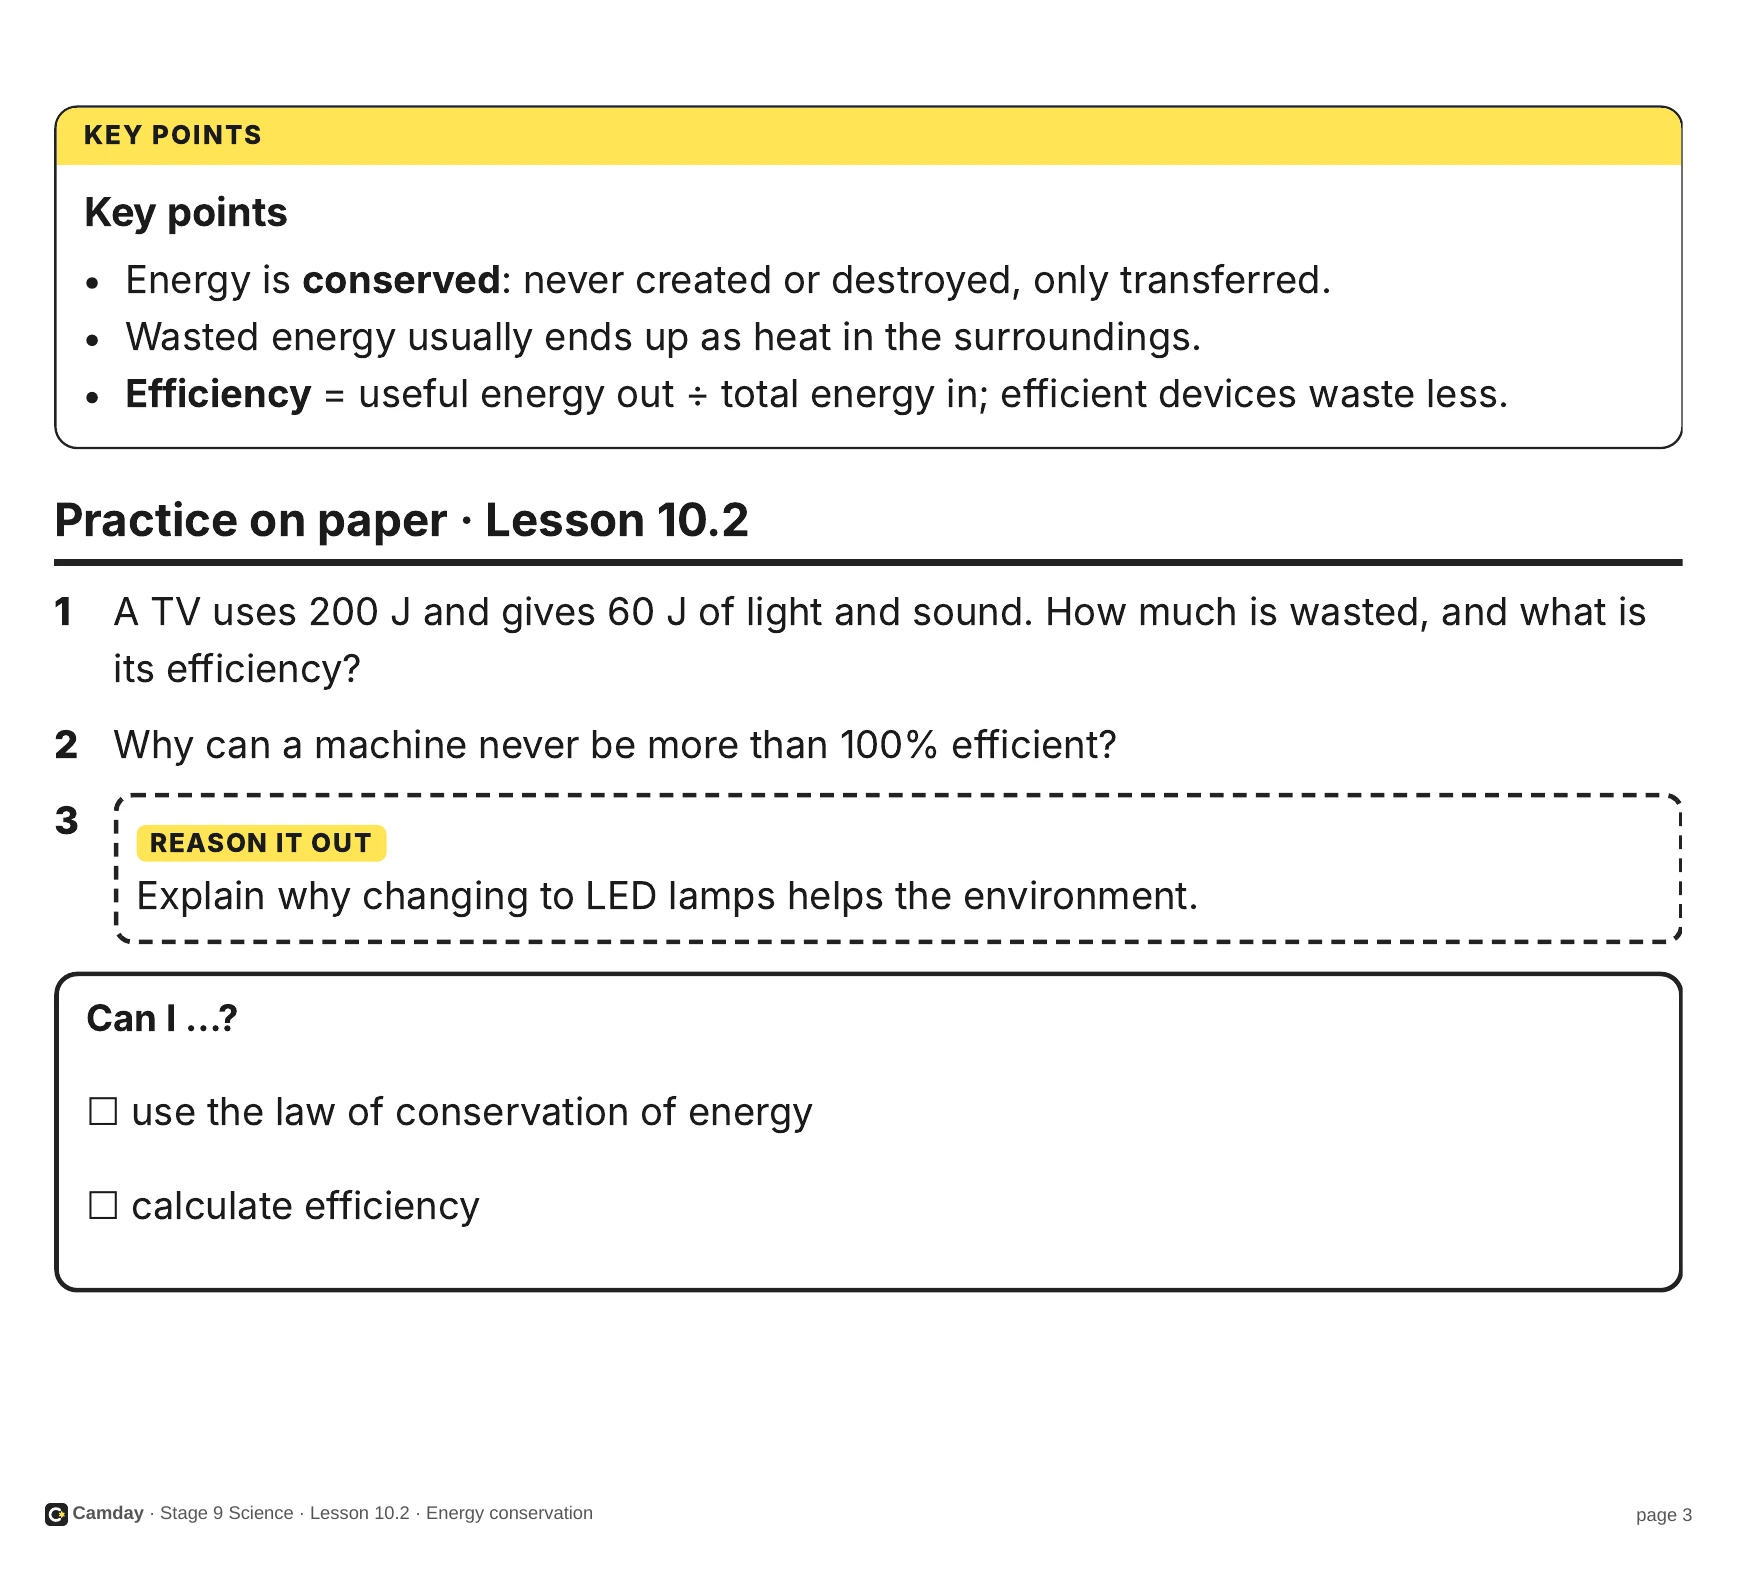 KEY POINTS
Key points
• Energy is conserved: never created or destroyed, only transferred.
• Wasted energy usually ends up as heat in the surroundings.
• Efficiency = useful energy out ÷ total energy in; efficient devices waste less.
Practice on paper · Lesson 10.2
1 A TV uses 200 J and gives 60 J of light and sound. How much is wasted, and what is
its efficiency?
2 Why can a machine never be more than 100% efficient?
3
REASON IT OUT
Explain why changing to LED lamps helps the environment.
Can I ...?
☐ use the law of conservation of energy
☐ calculate efficiency
Camday · Stage 9 Science · Lesson 10.2 · Energy conservation
page 3